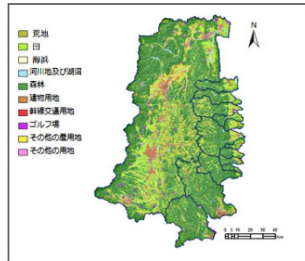 荒地
田
海浜
河川地及び湖沼
森林
建物用地
幹線交通用地
ゴルフ場
その他の農用地
その他の用地
N